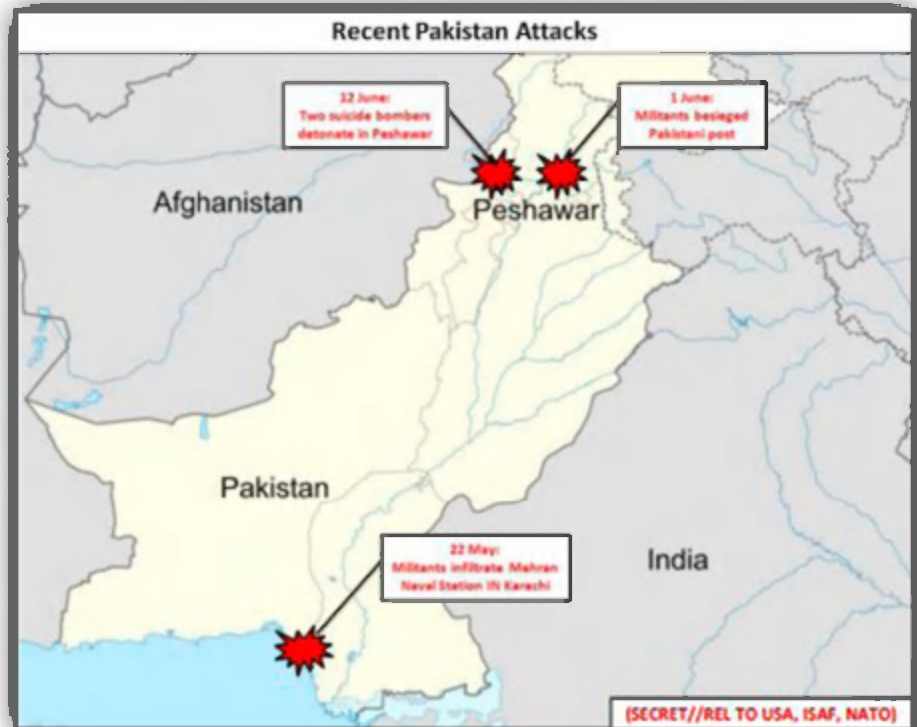 Recent Pakistan Attacks
12 June:
Two suicide bombers
detonate in Peshawar
1 June:
Militants besieged
Pakistani post
Afghanistan
Peshawar
Pakistan
22 May:
Militants infiltrate Mehran
Naval Station IN Karachi
India
(SECRET//REL TO USA, ISAF, NATO)